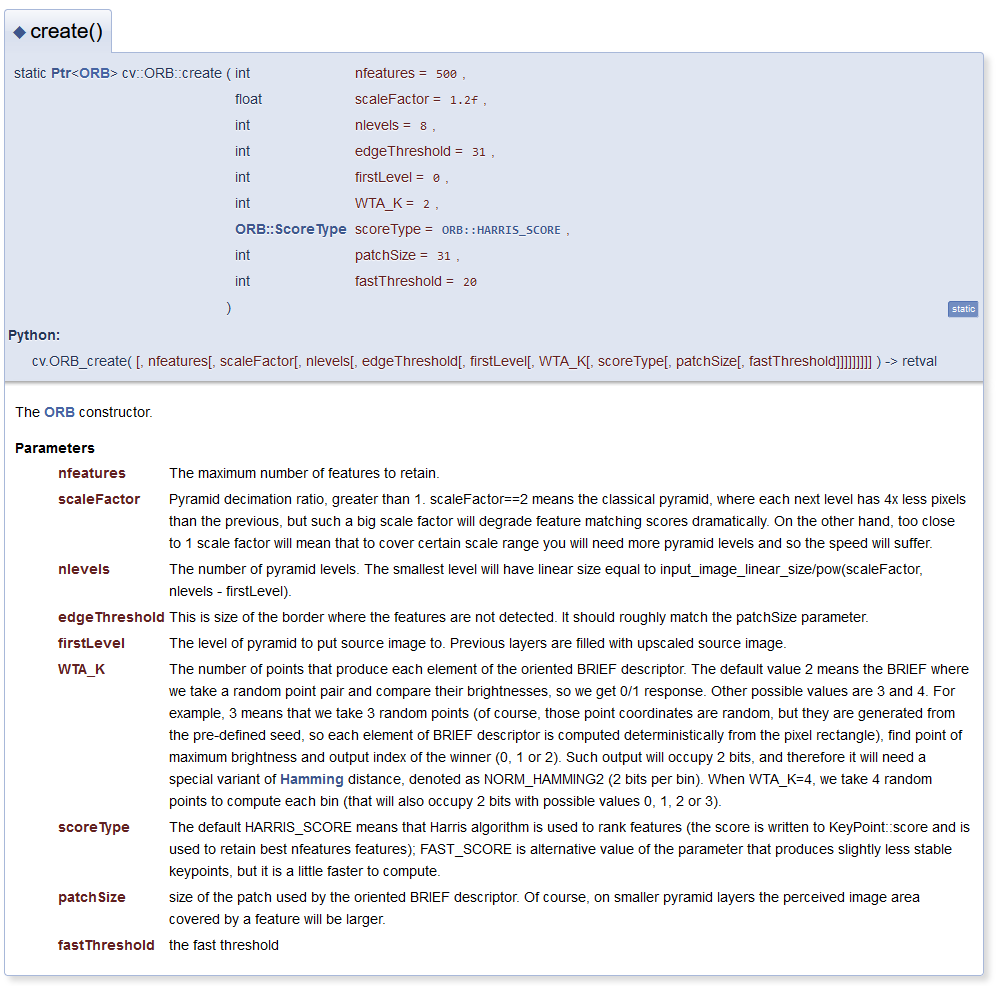 ◆ create()
static Ptr<ORB> cv::ORB::create ( int nfeatures = 500 ,
float scaleFactor = 1.2f ,
int nlevels = 8 ,
int edgeThreshold = 31 ,
int firstLevel = 0 ,
int WTA_K = 2 ,
ORB::ScoreType scoreType = ORB::HARRIS_SCORE ,
int patchSize = 31 ,
int fastThreshold = 20
)
static
Python:
cv.ORB_create( [, nfeatures[, scaleFactor[, nlevels[, edgeThreshold[, firstLevel[, WTA_K[, scoreType[, patchSize[, fastThreshold]]]]]]]]] ) -> retval
The ORB constructor.
Parameters
nfeatures The maximum number of features to retain.
scaleFactor Pyramid decimation ratio, greater than 1. scaleFactor==2 means the classical pyramid, where each next level has 4x less pixels
than the previous, but such a big scale factor will degrade feature matching scores dramatically. On the other hand, too close
to 1 scale factor will mean that to cover certain scale range you will need more pyramid levels and so the speed will suffer.
nlevels The number of pyramid levels. The smallest level will have linear size equal to input_image_linear_size/pow(scaleFactor,
nlevels - firstLevel).
edgeThreshold This is size of the border where the features are not detected. It should roughly match the patchSize parameter.
firstLevel The level of pyramid to put source image to. Previous layers are filled with upscaled source image.
WTA_K The number of points that produce each element of the oriented BRIEF descriptor. The default value 2 means the BRIEF where
we take a random point pair and compare their brightnesses, so we get 0/1 response. Other possible values are 3 and 4. For
example, 3 means that we take 3 random points (of course, those point coordinates are random, but they are generated from
the pre-defined seed, so each element of BRIEF descriptor is computed deterministically from the pixel rectangle), find point of
maximum brightness and output index of the winner (0, 1 or 2). Such output will occupy 2 bits, and therefore it will need a
special variant of Hamming distance, denoted as NORM_HAMMING2 (2 bits per bin). When WTA_K=4, we take 4 random
points to compute each bin (that will also occupy 2 bits with possible values 0, 1, 2 or 3).
scoreType The default HARRIS_SCORE means that Harris algorithm is used to rank features (the score is written to KeyPoint::score and is
used to retain best nfeatures features); FAST_SCORE is alternative value of the parameter that produces slightly less stable
keypoints, but it is a little faster to compute.
patchSize size of the patch used by the oriented BRIEF descriptor. Of course, on smaller pyramid layers the perceived image area
covered by a feature will be larger.
fastThreshold the fast threshold